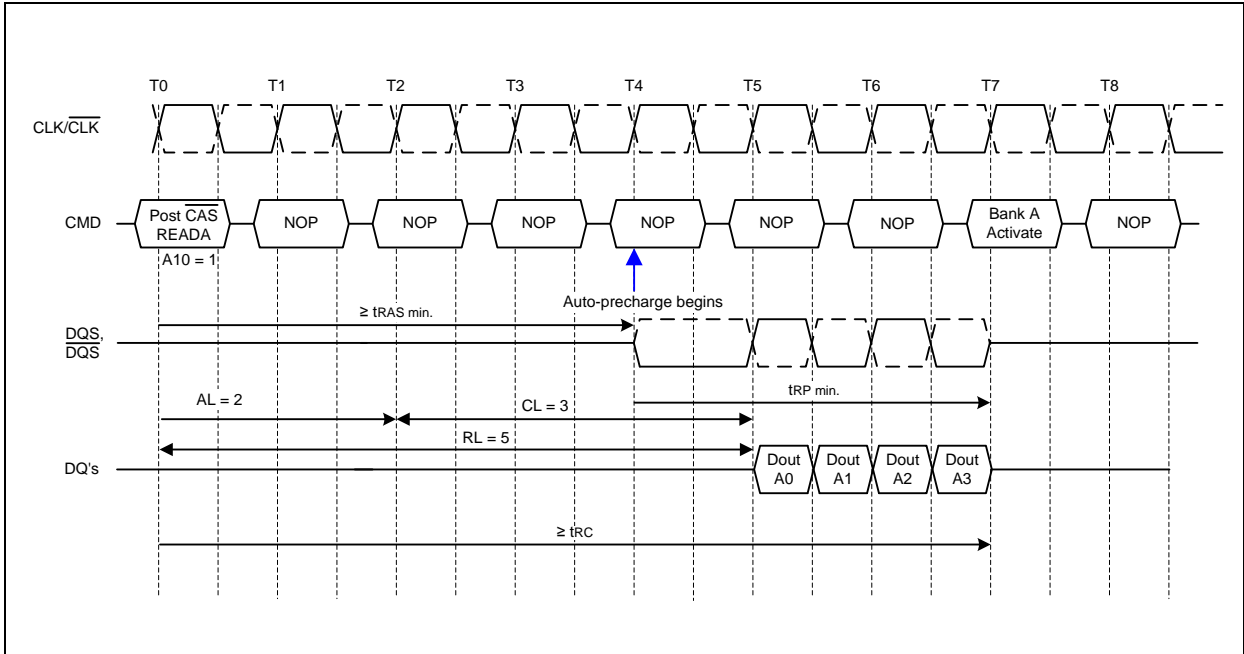 T0 T1 T2 T3 T4 T5 T6 T7 T8
CLK/CLK
CMD
Post CAS
READA
NOP
NOP
NOP
NOP
NOP
NOP
Bank A
Activate
NOP
A10 = 1
Auto-precharge begins
≥ tRAS min.
DQS,
DQS
tRP min.
AL = 2
CL = 3
RL = 5
DQ's
Dout
A0
Dout
A1
Dout
A2
Dout
A3
≥ tRC